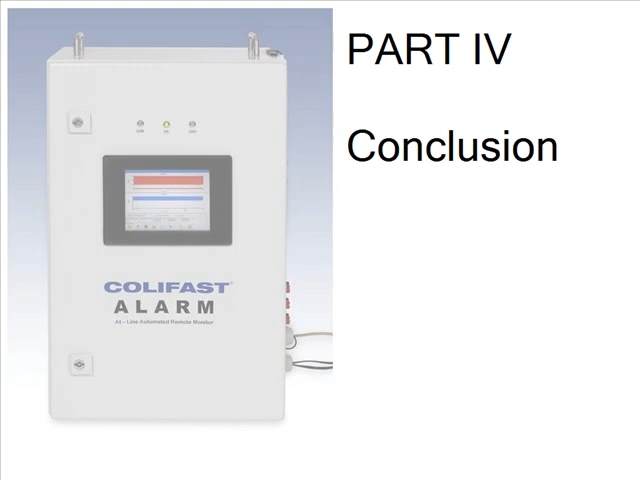 PART IV
Conclusion
COLIFAST®
ALARM
At – Line Automated Remote Monitor